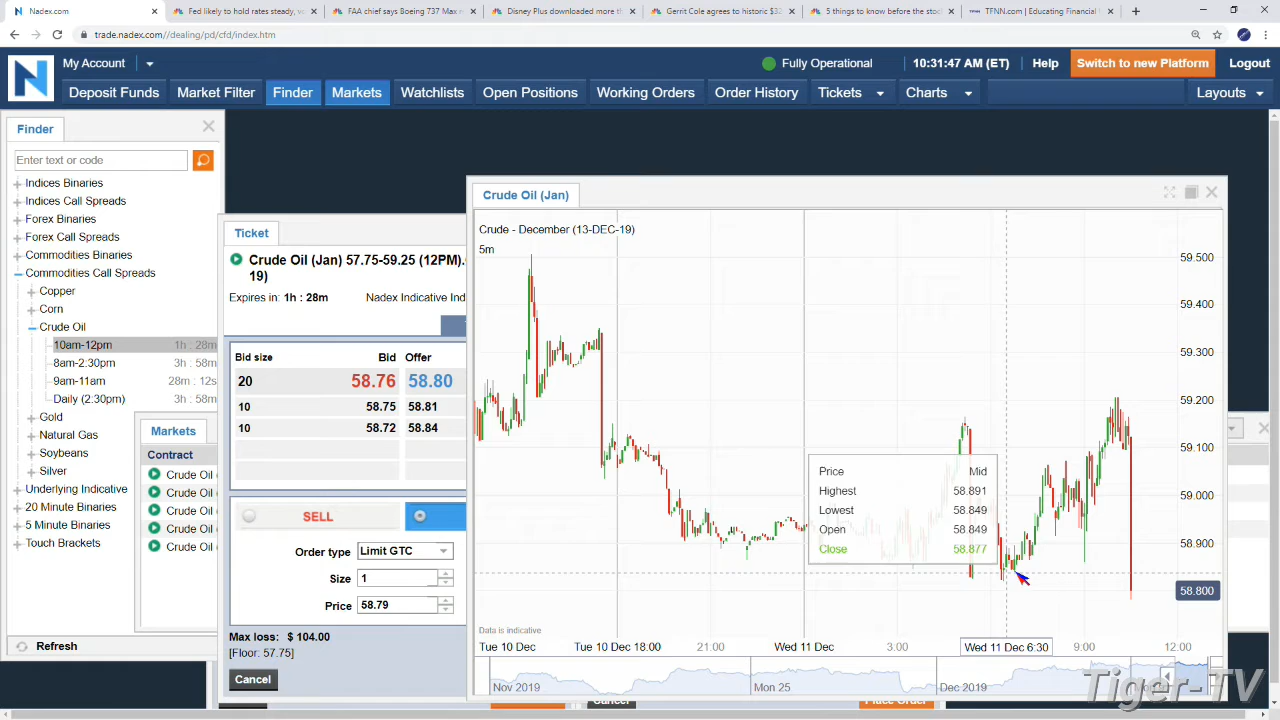 Nadex.com
Fed likely to hold rates steady, v
FAA chief says Boeing 737 Max e
Disney Plus downloaded more th
Gerrit Cole agrees to historic $32
5 things to know before the stoc
TFNN.com | Educating Financial
trade.nadex.com/dealing/pd/cfd/index.htm
My Account
Fully Operational
10:31:47 AM (ET)
Help
Switch to new Platform
Logout
Deposit Funds
Market Filter
Finder
Markets
Watchlists
Open Positions
Working Orders
Order History
Tickets
Charts
Layouts
Finder
Enter text or code
Indices Binaries
Indices Call Spreads
Forex Binaries
Forex Call Spreads
Commodities Binaries
Commodities Call Spreads
Copper
Corn
Crude Oil
10am-12pm 1h : 28m
8am-2:30pm 3h : 58m
9am-11am 28m : 12s
Daily (2:30pm) 3h : 58m
Gold
Natural Gas
Soybeans
Silver
Underlying Indicative
20 Minute Binaries
5 Minute Binaries
Touch Brackets
Refresh
Markets
Contract
Crude Oil
Crude Oil
Crude Oil
Crude Oil
Crude Oil
Ticket
Crude Oil (Jan) 57.75-59.25 (12PM).
19)
Expires in: 1h : 28m Nadex Indicative Ind
Bid size Bid Offer
20 58.76 58.80
10 58.75 58.81
10 58.72 58.84
SELL
Order type Limit GTC
Size 1
Price 58.79
Max loss: $ 104.00
[Floor: 57.75]
Cancel
Crude Oil (Jan)
Crude - December (13-DEC-19)
5m
59.500
59.400
59.300
59.200
59.100
59.000
58.900
58.800
Price Mid
Highest 58.891
Lowest 58.849
Open 58.849
Close 58.877
Data is indicative
Tue 10 Dec
Tue 10 Dec 18:00
21:00
Wed 11 Dec
3:00
Wed 11 Dec 6:30
9:00
12:00
Nov 2019
Mon 25
Dec 2019
Cancel
Place Order
Tiger-TV